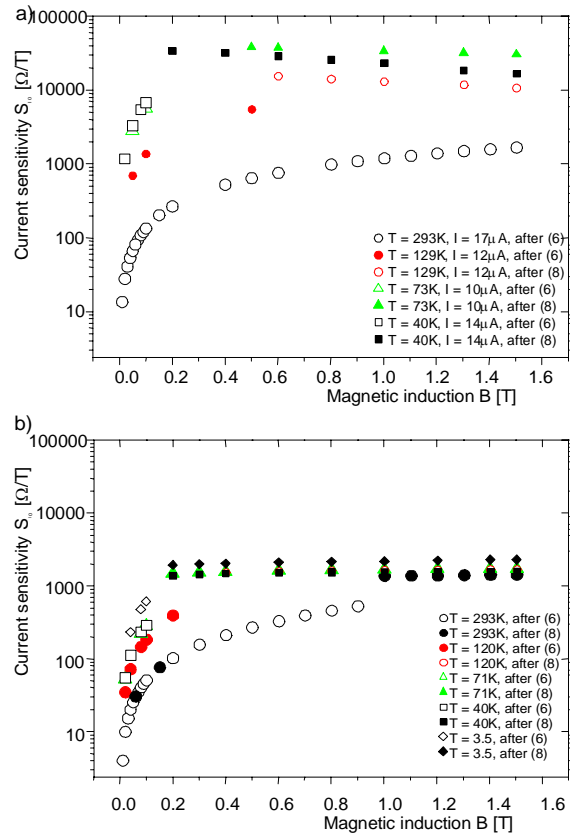 a)
100000
10000
1000
100
10
Current sensitivity S₁₀ [Ω/T]
T = 293K, I = 17μA, after (6)
T = 129K, I = 12μA, after (6)
T = 129K, I = 12μA, after (8)
T = 73K, I = 10μA, after (6)
T = 73K, I = 10μA, after (8)
T = 40K, I = 14μA, after (6)
T = 40K, I = 14μA, after (8)
0.0 0.2 0.4 0.6 0.8 1.0 1.2 1.4 1.6
Magnetic induction B [T]
b)
100000
10000
1000
100
10
Current sensitivity S₁₀ [Ω/T]
T = 293K, after (6)
T = 293K, after (8)
T = 120K, after (6)
T = 120K, after (8)
T = 71K, after (6)
T = 71K, after (8)
T = 40K, after (6)
T = 40K, after (8)
T = 3.5, after (6)
T = 3.5, after (8)
0.0 0.2 0.4 0.6 0.8 1.0 1.2 1.4 1.6
Magnetic induction B [T]